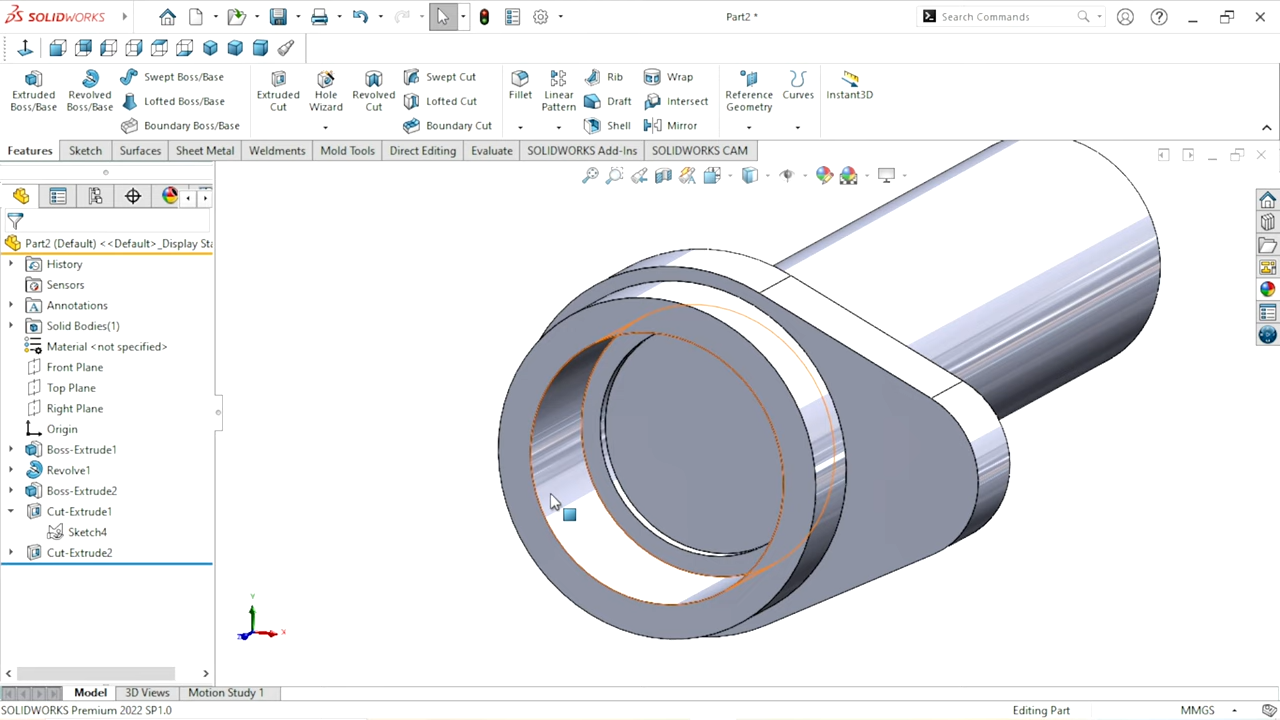 SOLIDWORKS
Part2 *
Search Commands
Extruded Boss/Base
Revolved Boss/Base
Swept Boss/Base
Lofted Boss/Base
Boundary Boss/Base
Extruded Cut
Hole Wizard
Revolved Cut
Swept Cut
Lofted Cut
Boundary Cut
Fillet
Linear Pattern
Rib
Draft
Shell
Wrap
Intersect
Mirror
Reference Geometry
Curves
Instant3D
Features
Sketch
Surfaces
Sheet Metal
Weldments
Mold Tools
Direct Editing
Evaluate
SOLIDWORKS Add-Ins
SOLIDWORKS CAM
Part2 (Default) <<Default>_Display Sta
History
Sensors
Annotations
Solid Bodies(1)
Material <not specified>
Front Plane
Top Plane
Right Plane
Origin
Boss-Extrude1
Revolve1
Boss-Extrude2
Cut-Extrude1
Sketch4
Cut-Extrude2
Y
X
Z
Model
3D Views
Motion Study 1
SOLIDWORKS Premium 2022 SP1.0
Editing Part
MMGS